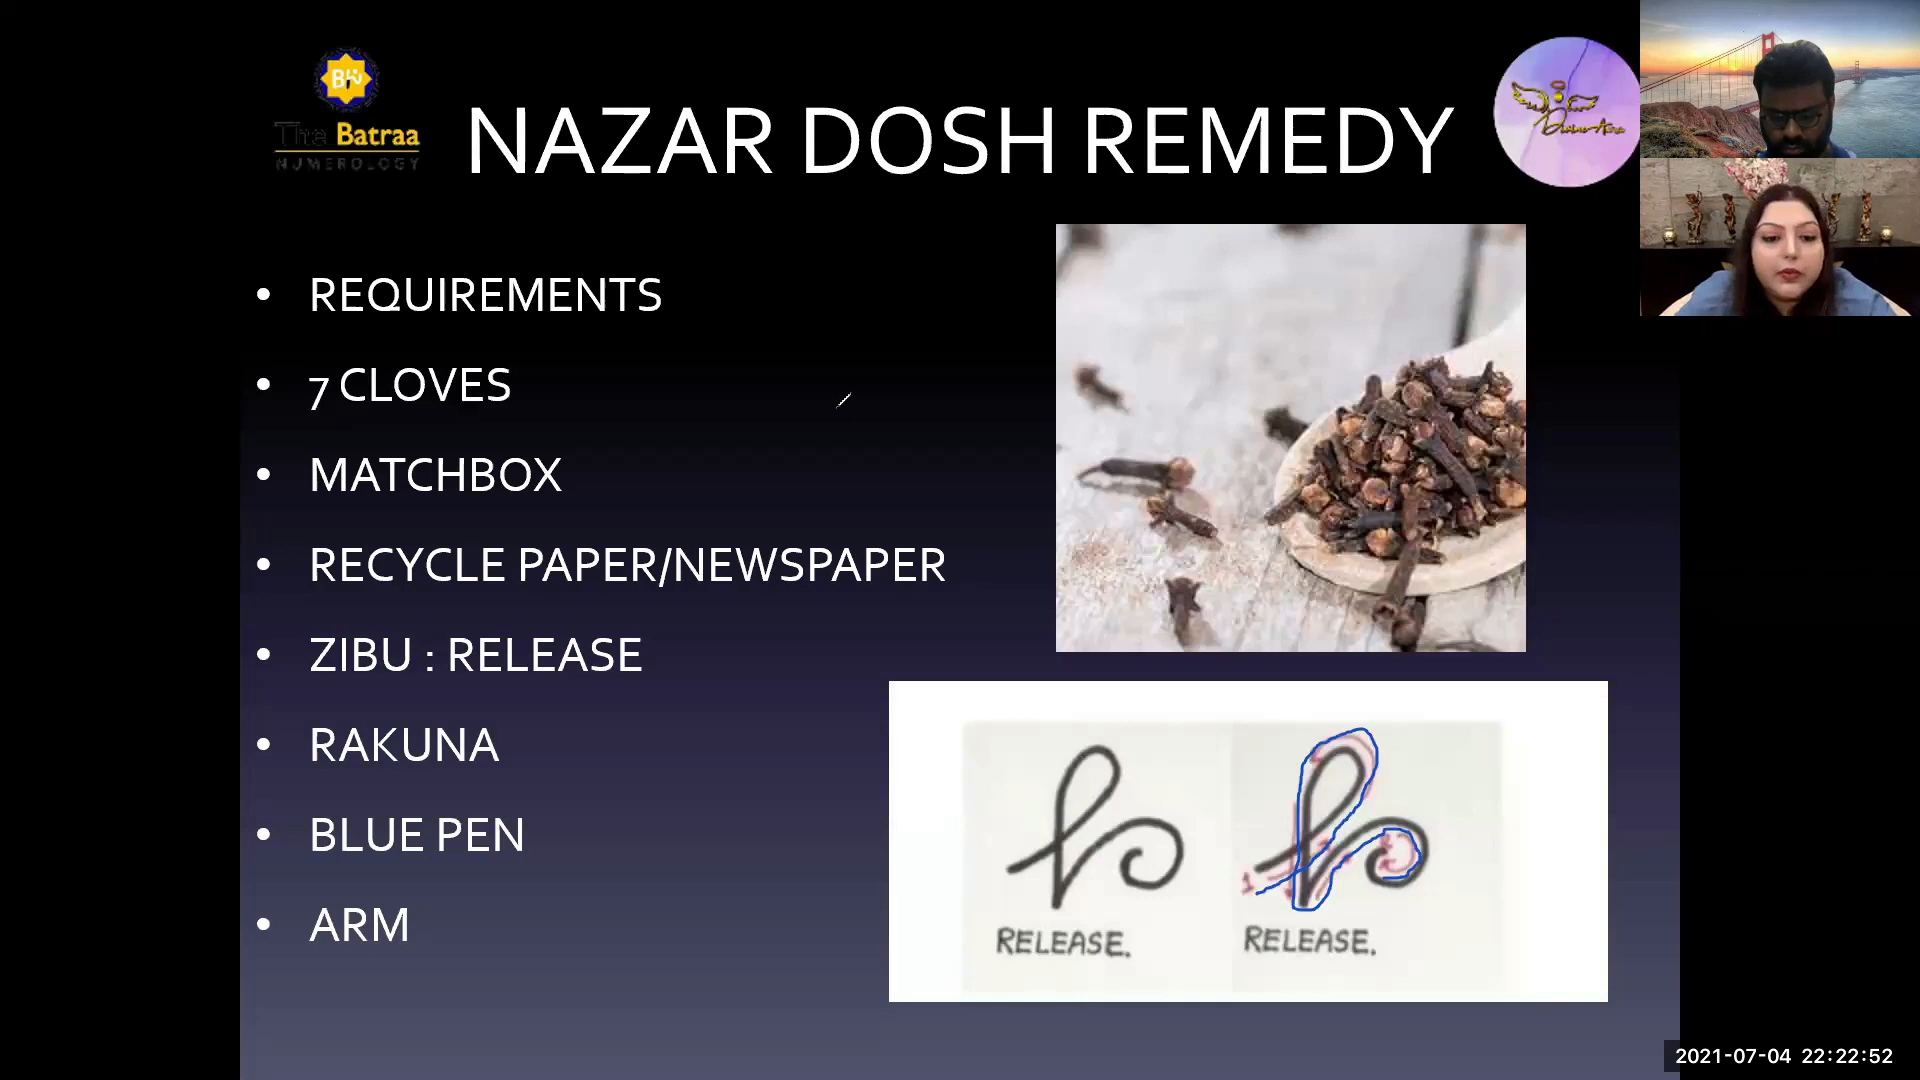 The Batraa
NUMEROLOGY
NAZAR DOSH REMEDY
• REQUIREMENTS
• 7 CLOVES
• MATCHBOX
• RECYCLE PAPER/NEWSPAPER
• ZIBU : RELEASE
• RAKUNA
• BLUE PEN
• ARM
1
RELEASE. RELEASE.
2021-07-04 22:22:52